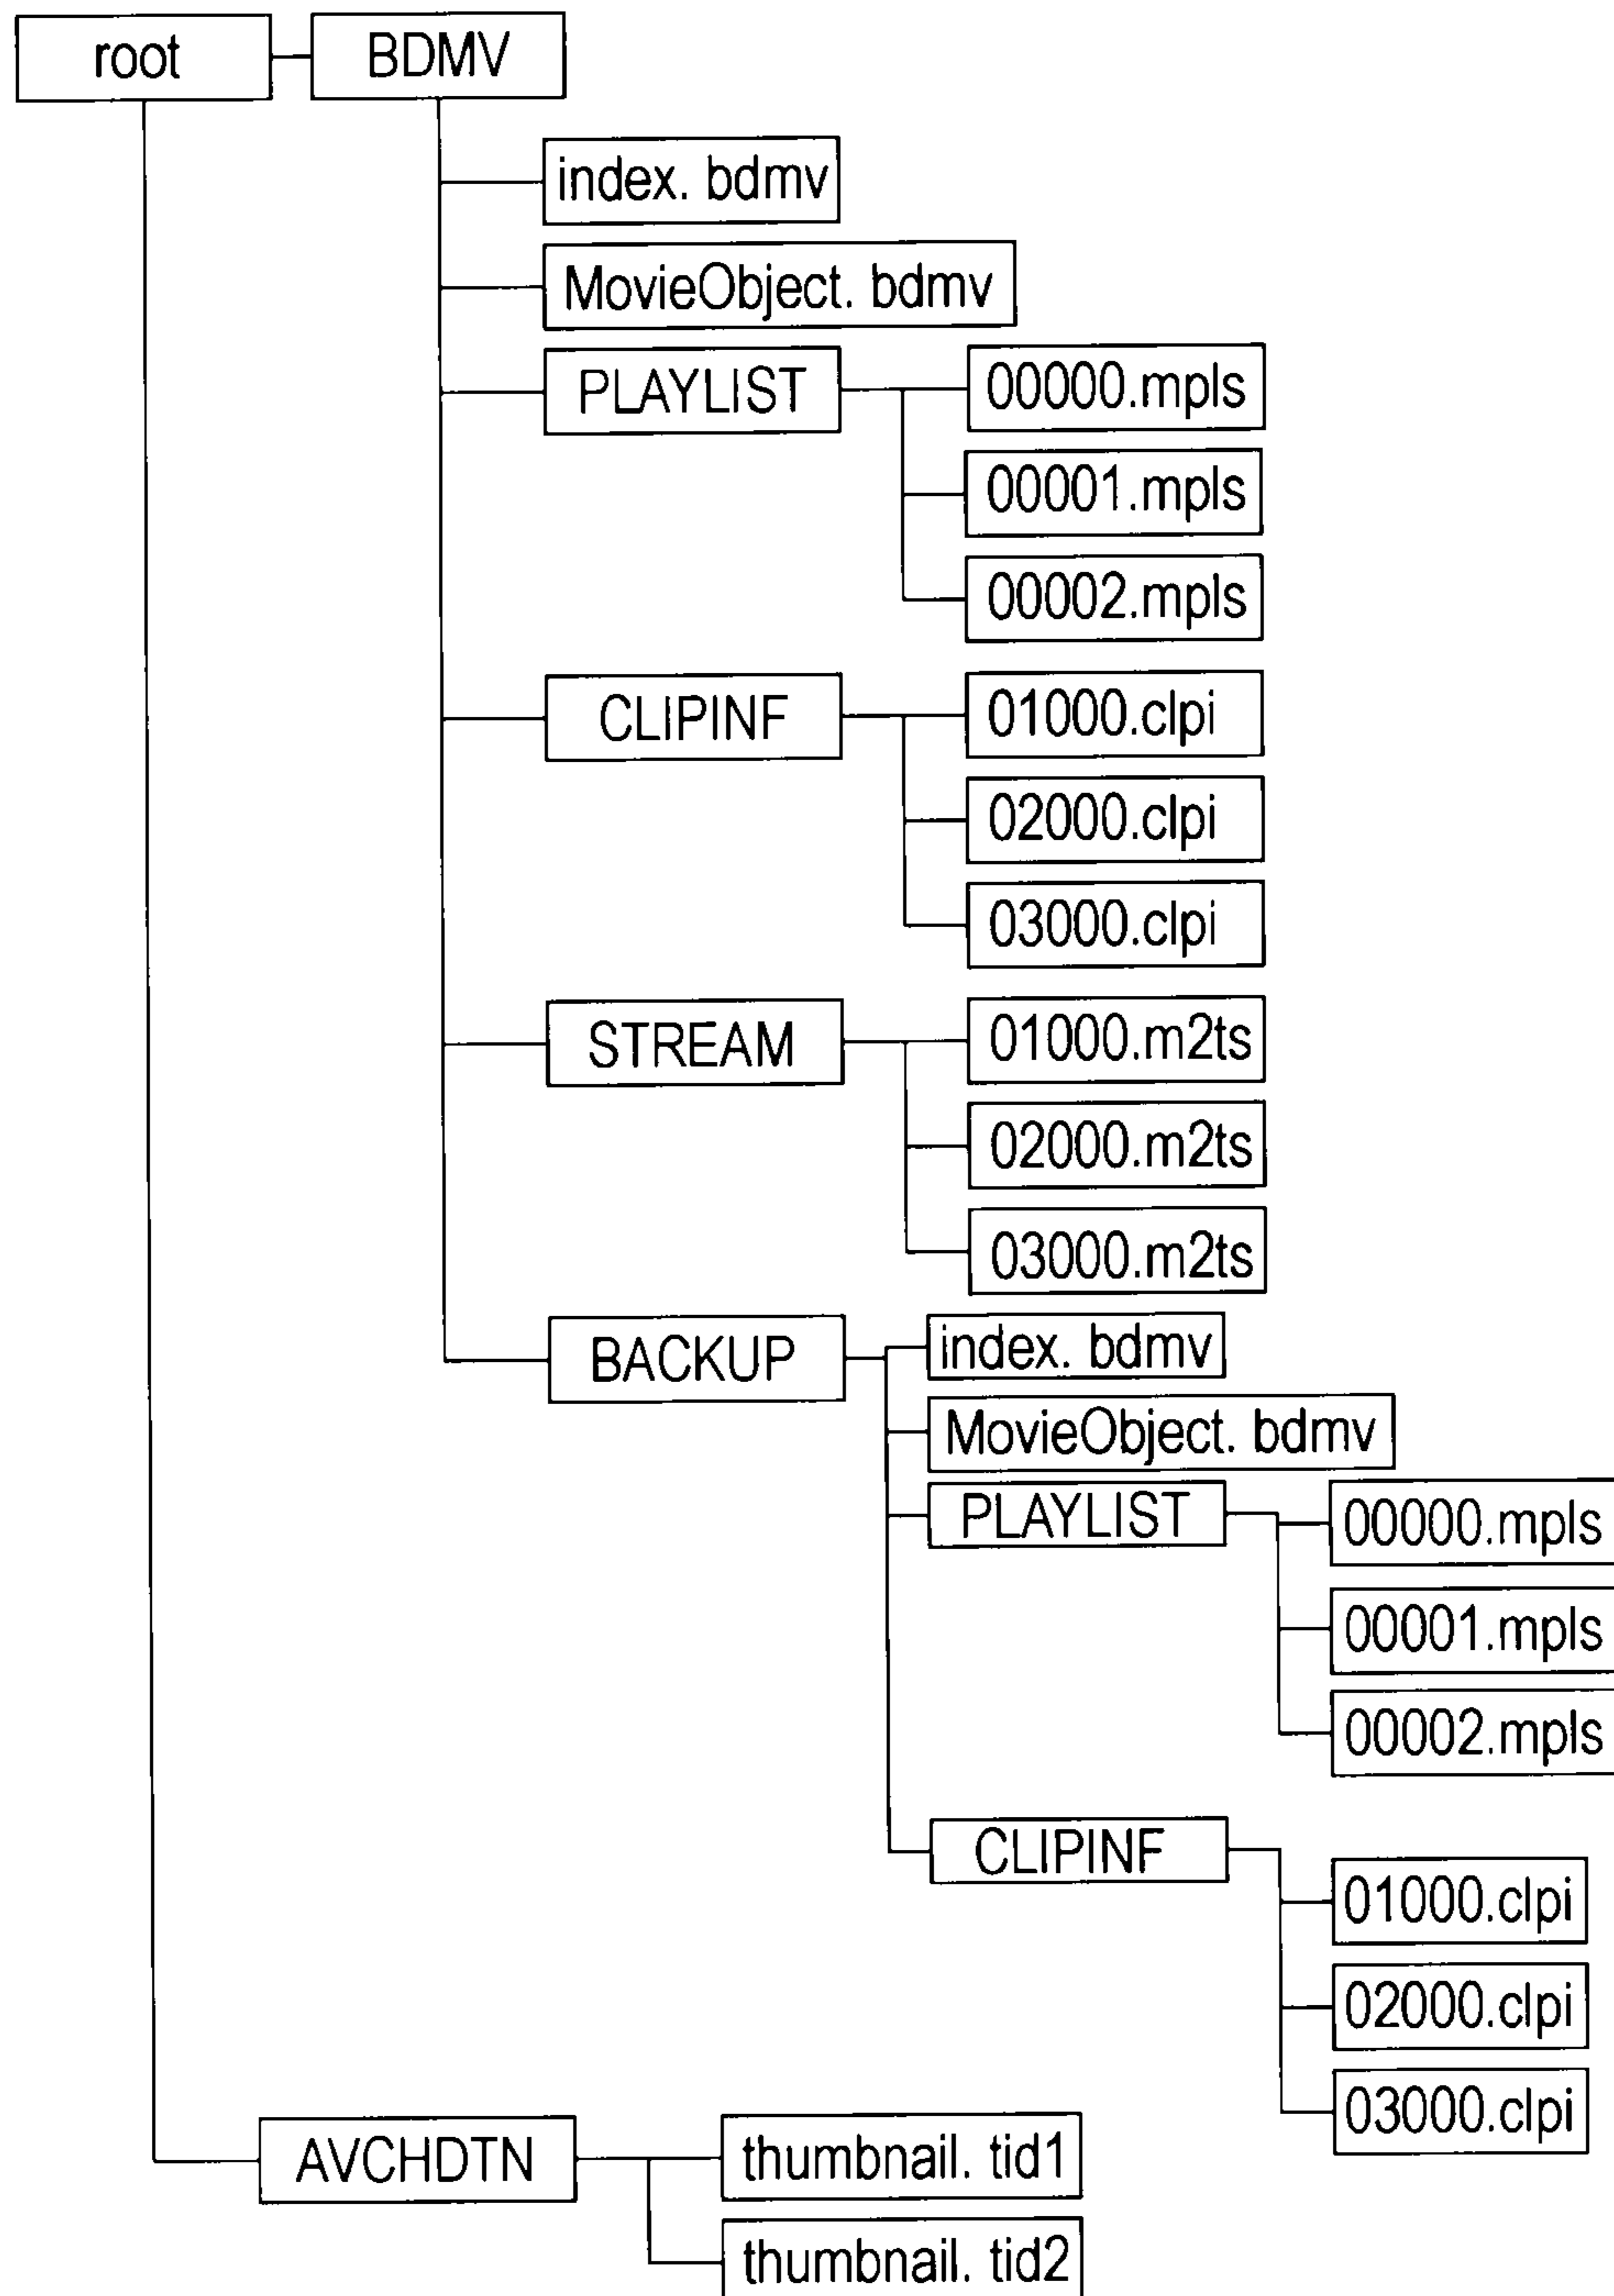 root
BDMV
index. bdmv
MovieObject. bdmv
PLAYLIST
00000.mpls
00001.mpls
00002.mpls
CLIPINF
01000.clpi
02000.clpi
03000.clpi
STREAM
01000.m2ts
02000.m2ts
03000.m2ts
BACKUP
index. bdmv
MovieObject. bdmv
PLAYLIST
00000.mpls
00001.mpls
00002.mpls
CLIPINF
01000.clpi
02000.clpi
03000.clpi
AVCHDTN
thumbnail. tid1
thumbnail. tid2